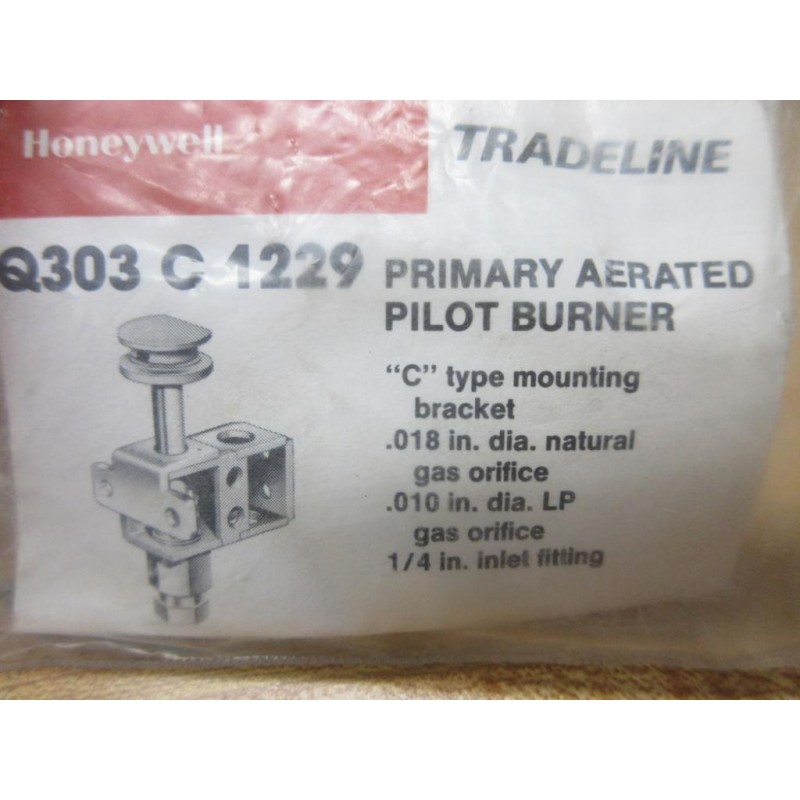 Honeywell
TRADELINE
Q303 C 1229
PRIMARY AERATED
PILOT BURNER
“C” type mounting
bracket
.018 in. dia. natural
gas orifice
.010 in. dia. LP
gas orifice
1/4 in. inlet fitting